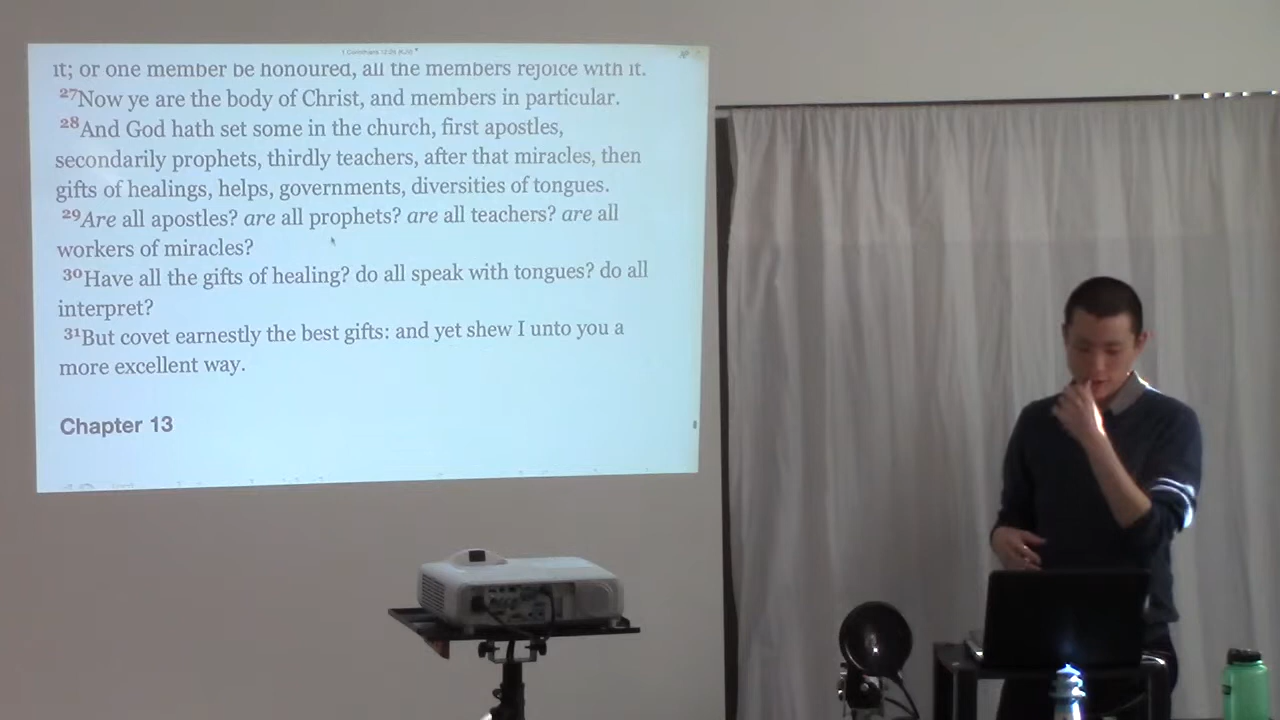 it; or one member be honoured, all the members rejoice with it.
27Now ye are the body of Christ, and members in particular.
28And God hath set some in the church, first apostles,
secondarily prophets, thirdly teachers, after that miracles, then
gifts of healings, helps, governments, diversities of tongues.
29Are all apostles? are all prophets? are all teachers? are all
workers of miracles?
30Have all the gifts of healing? do all speak with tongues? do all
interpret?
31But covet earnestly the best gifts: and yet shew I unto you a
more excellent way.
Chapter 13